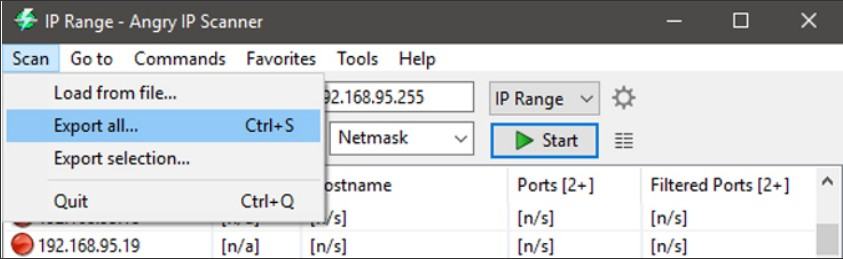 IP Range - Angry IP Scanner
Scan Go to Commands Favorites Tools Help
Load from file...
Export all... Ctrl+S
Export selection...
Quit Ctrl+Q
92.168.95.255 IP Range
Netmask Start
ostname Ports [2+] Filtered Ports [2+]
[n/s] [n/s]
192.168.95.19 [n/a] [n/s] [n/s] [n/s]